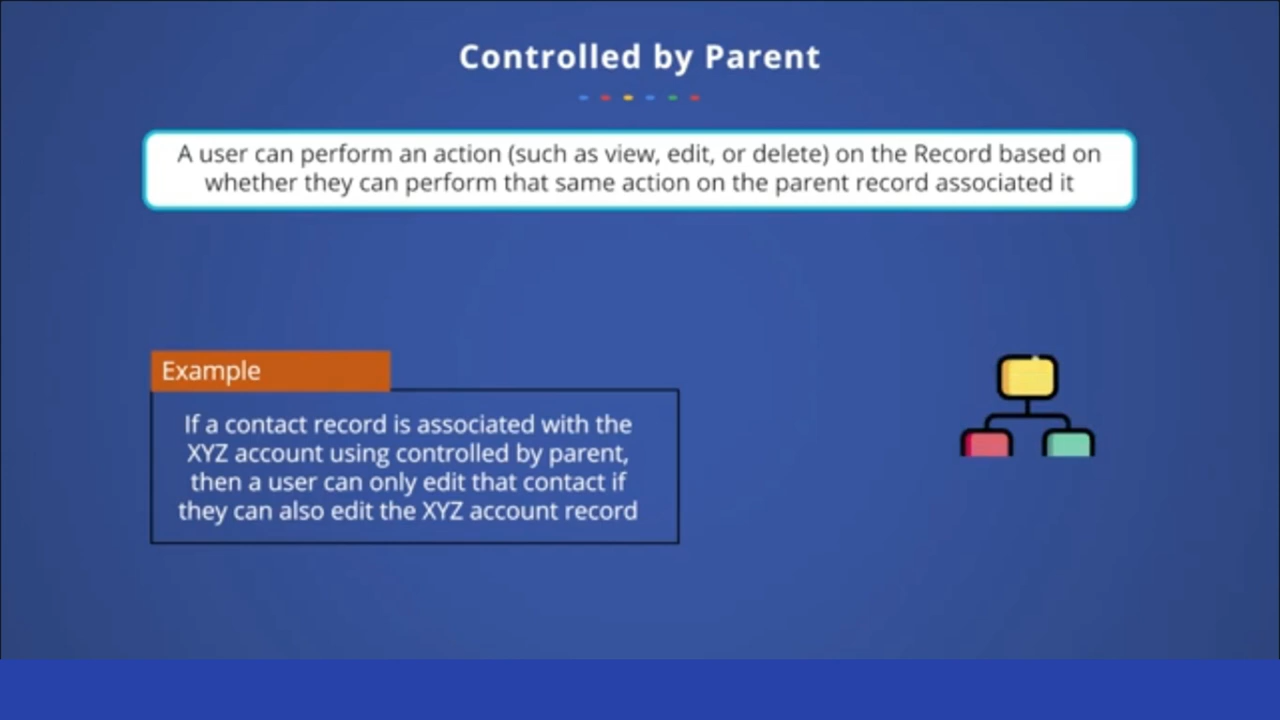 Controlled by Parent
A user can perform an action (such as view, edit, or delete) on the Record based on
whether they can perform that same action on the parent record associated it
Example
If a contact record is associated with the
XYZ account using controlled by parent,
then a user can only edit that contact if
they can also edit the XYZ account record